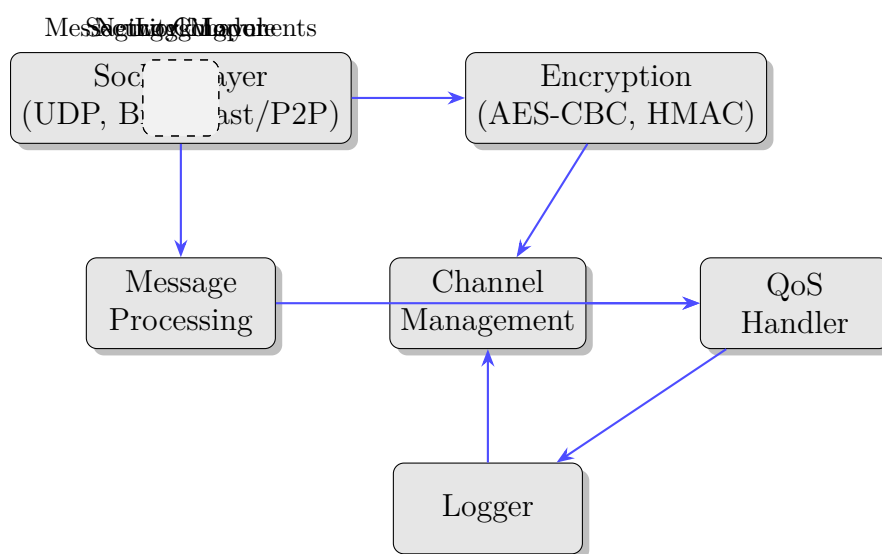 Socket Layer
(UDP, Broadcast/P2P)
Encryption
(AES-CBC, HMAC)
Message
Processing
Channel
Management
QoS
Handler
Logger